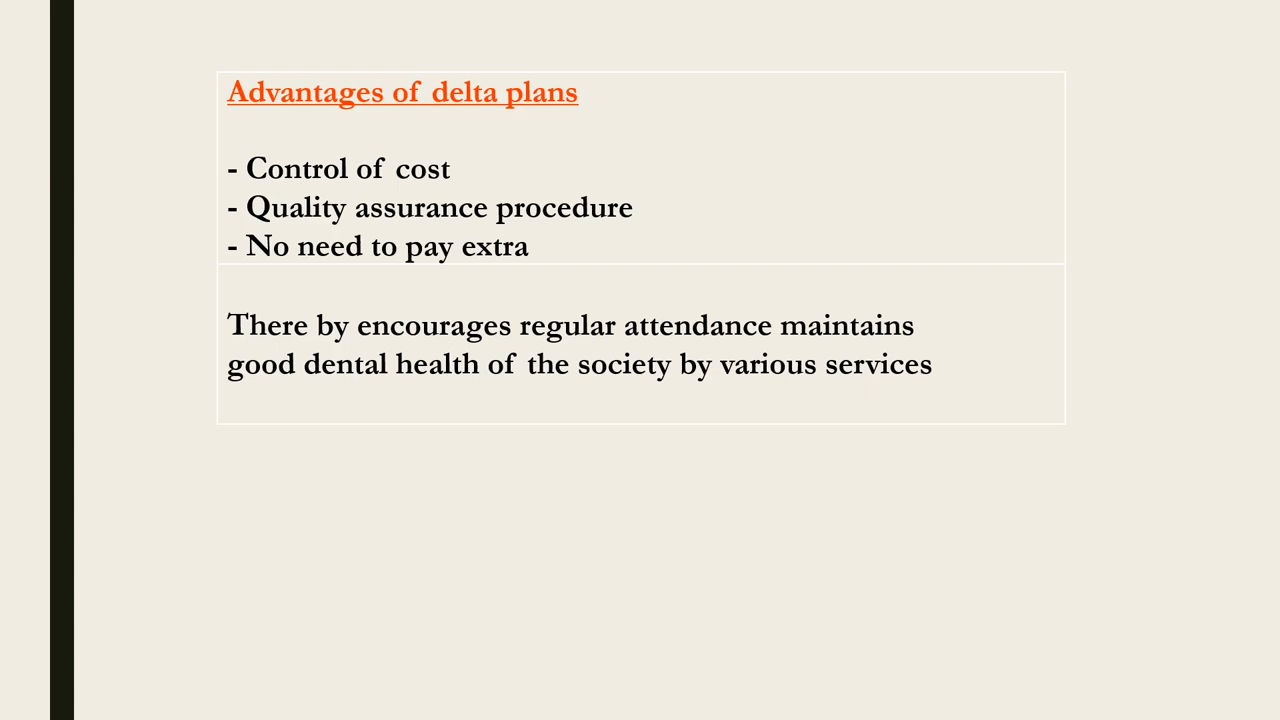 Advantages of delta plans
- Control of cost
- Quality assurance procedure
- No need to pay extra
There by encourages regular attendance maintains
good dental health of the society by various services